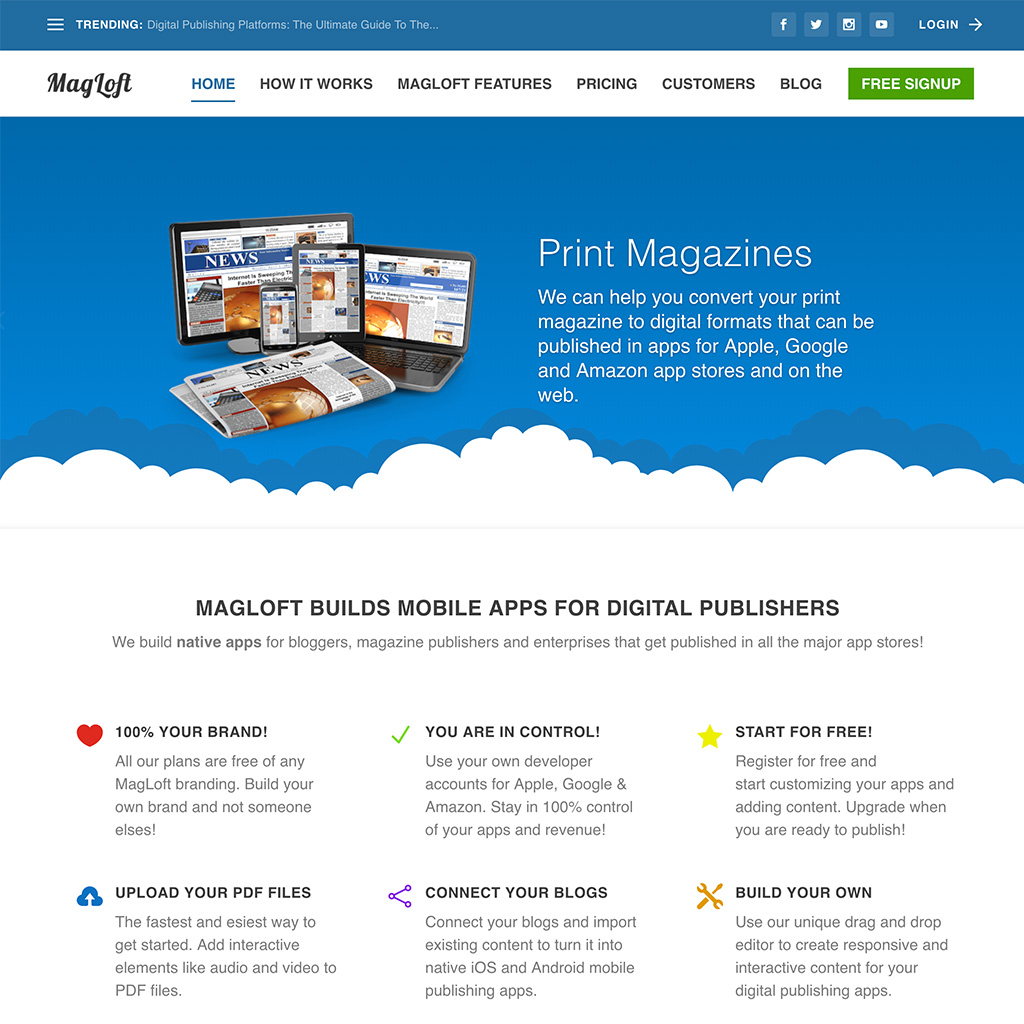 TRENDING: Digital Publishing Platforms: The Ultimate Guide To The...
LOGIN
MagLoft
HOME
HOW IT WORKS
MAGLOFT FEATURES
PRICING
CUSTOMERS
BLOG
FREE SIGNUP
NEWS
Internet Is Sweeping Th
Faster Than Electric
NEWS
Internet Is Sweeping The World
Faster Than Electricity!!!
NEWS
Print Magazines
We can help you convert your print
magazine to digital formats that can be
published in apps for Apple, Google
and Amazon app stores and on the
web.
MAGLOFT BUILDS MOBILE APPS FOR DIGITAL PUBLISHERS
We build native apps for bloggers, magazine publishers and enterprises that get published in all the major app stores!
100% YOUR BRAND!
All our plans are free of any
MagLoft branding. Build your
own brand and not someone
elses!
YOU ARE IN CONTROL!
Use your own developer
accounts for Apple, Google &
Amazon. Stay in 100% control
of your apps and revenue!
START FOR FREE!
Register for free and
start customizing your apps and
adding content. Upgrade when
you are ready to publish!
UPLOAD YOUR PDF FILES
The fastest and esiest way to
get started. Add interactive
elements like audio and video to
PDF files.
CONNECT YOUR BLOGS
Connect your blogs and import
existing content to turn it into
native iOS and Android mobile
publishing apps.
BUILD YOUR OWN
Use our unique drag and drop
editor to create responsive and
interactive content for your
digital publishing apps.